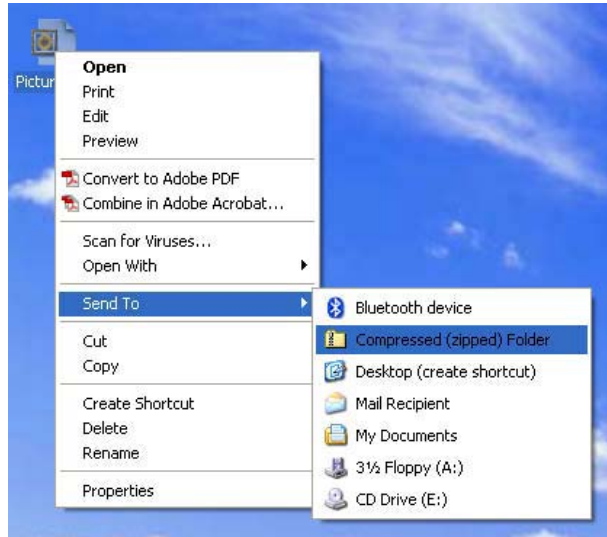 Pictur
Open
Print
Edit
Preview
Convert to Adobe PDF
Combine in Adobe Acrobat...
Scan for Viruses...
Open With
Send To
Cut
Copy
Create Shortcut
Delete
Rename
Properties
Bluetooth device
Compressed (zipped) Folder
Desktop (create shortcut)
Mail Recipient
My Documents
3½ Floppy (A:)
CD Drive (E:)